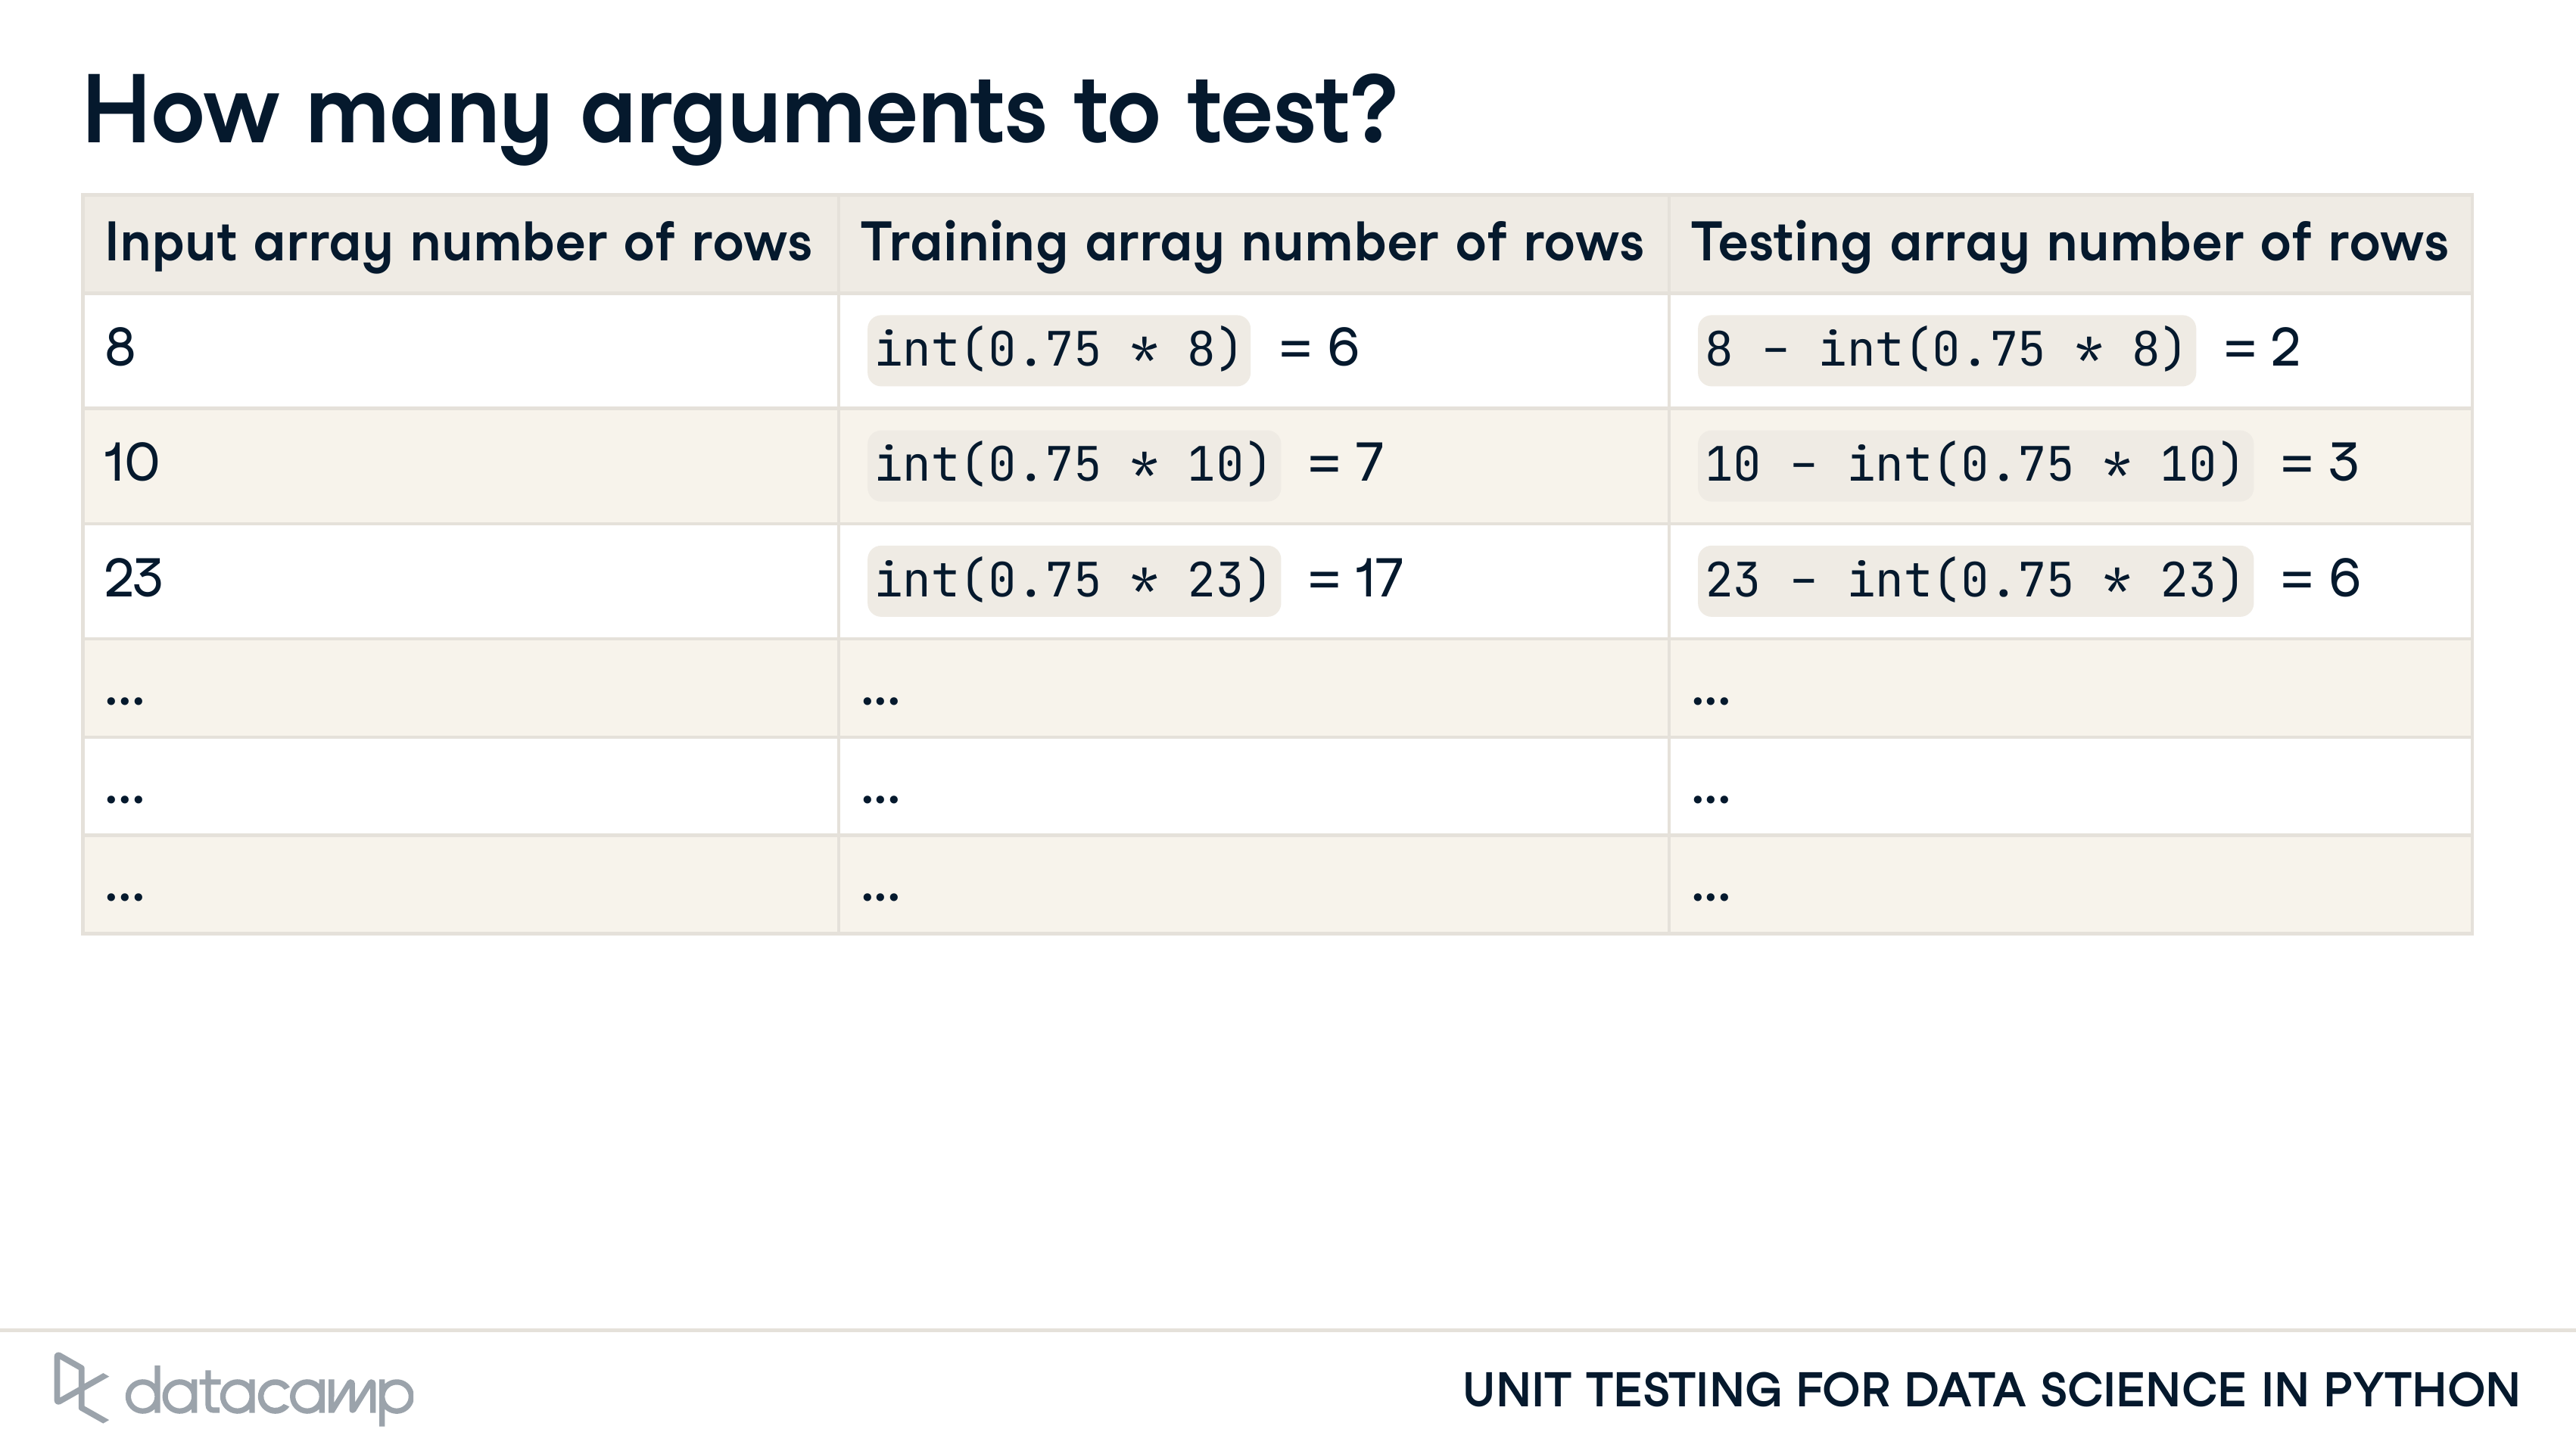 How many arguments to test?
Input array number of rows Training array number of rows Testing array number of rows
8 int(0.75 * 8) = 6 8 - int(0.75 * 8) = 2
10 int(0.75 * 10) = 7 10 - int(0.75 * 10) = 3
23 int(0.75 * 23) = 17 23 - int(0.75 * 23) = 6
... ... ...
... ... ...
... ... ...
datacamp UNIT TESTING FOR DATA SCIENCE IN PYTHON